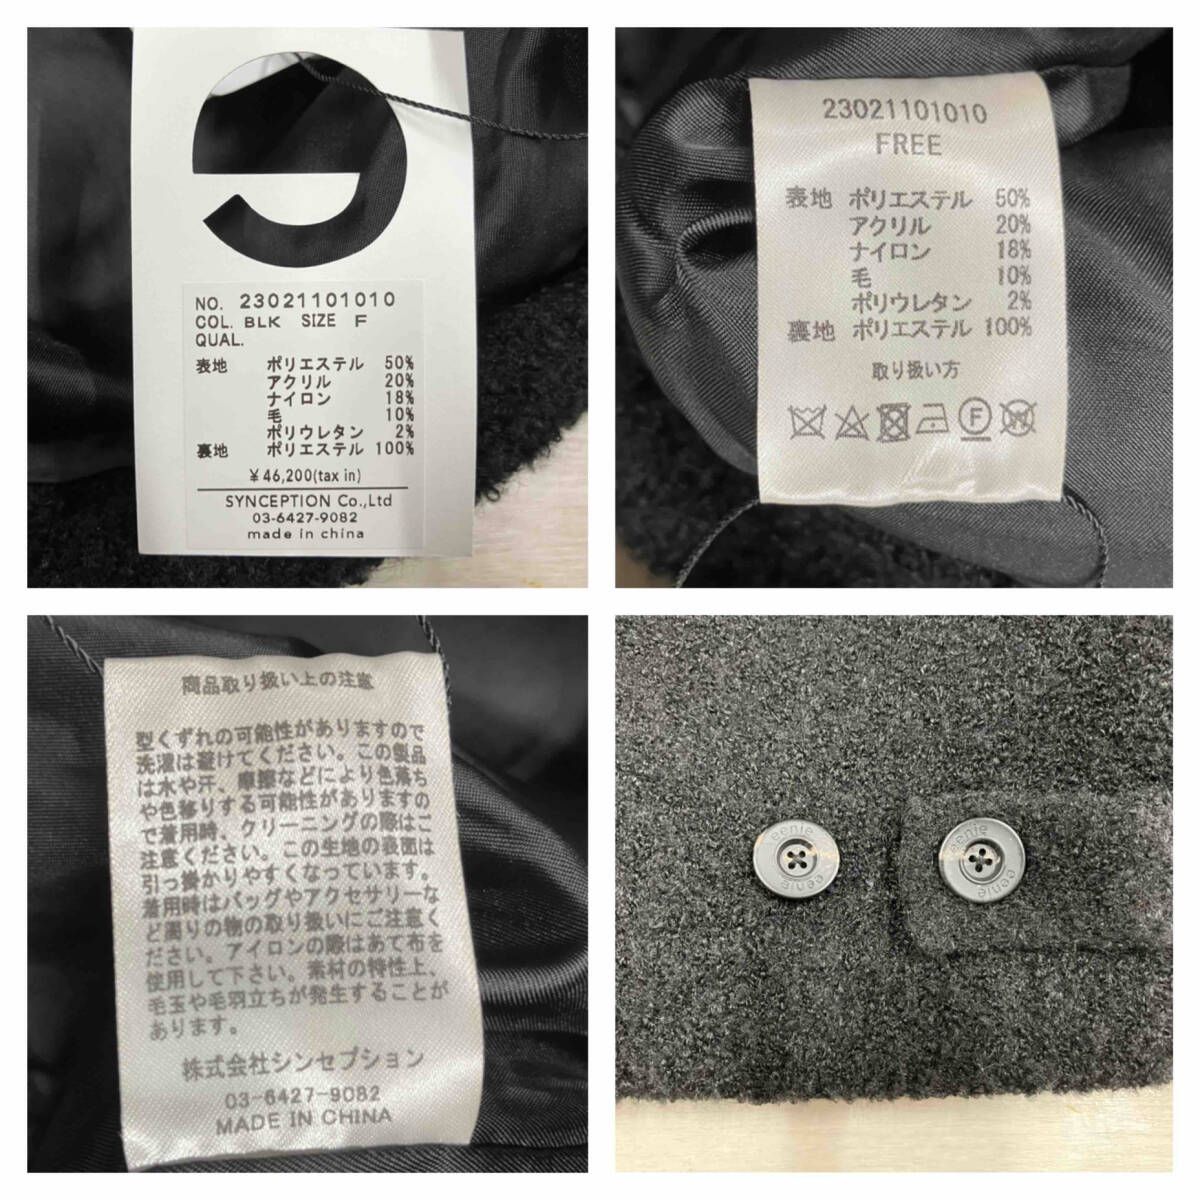 NO. 23021101010
COL. BLK SIZE F
QUAL.
表地 ポリエステル 50%
アクリル 20%
ナイロン 18%
毛 10%
ポリウレタン 2%
裏地 ポリエステル 100%
¥46,200(tax in)
SYNCEPTION Co.,Ltd
03-6427-9082
made in china
23021101010
FREE
表地 ポリエステル 50%
アクリル 20%
ナイロン 18%
毛 10%
ポリウレタン 2%
裏地 ポリエステル 100%
取り扱い方
F
W
商品取り扱い上の注意
型くずれの可能性がありますので
洗濯は避けてください。この製品
は水や汗、摩擦などにより色落ち
や色移りする可能性がありますの
で着用時、クリーニングの際はご
注意ください。この生地の表面は
引っ掛かりやすくなっています。
着用時はバッグやアクセサリーな
ど周りの物の取り扱いにご注意く
ださい。アイロンの際はあて布を
使用して下さい。素材の特性上、
毛玉や毛羽立ちが発生することが
あります。
株式会社シンセプション
03-6427-9082
MADE IN CHINA
eenie
eenie
eenie
eenie